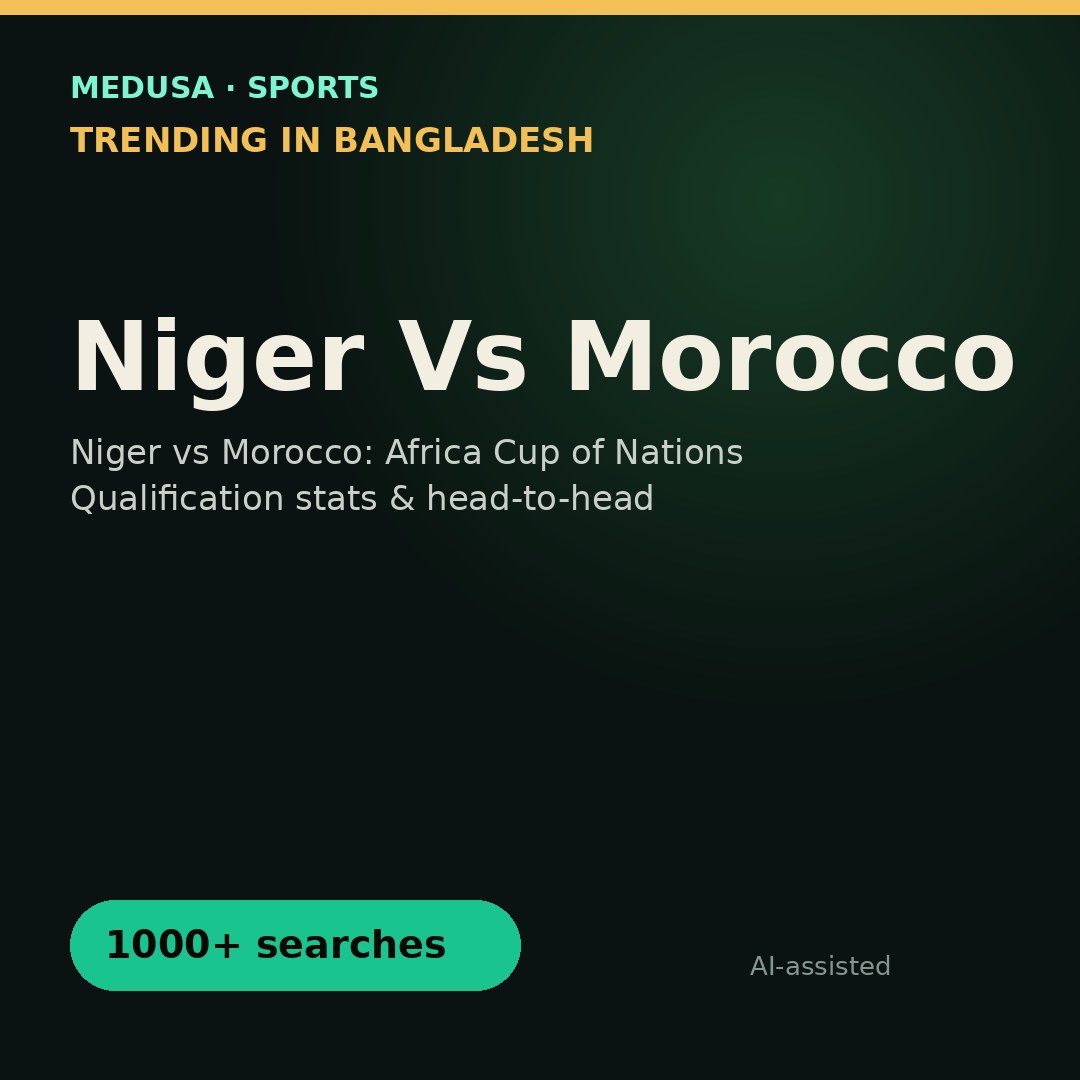 MEDUSA · SPORTS
TRENDING IN BANGLADESH
Niger Vs Morocco
Niger vs Morocco: Africa Cup of Nations
Qualification stats & head-to-head
1000+ searches
AI-assisted